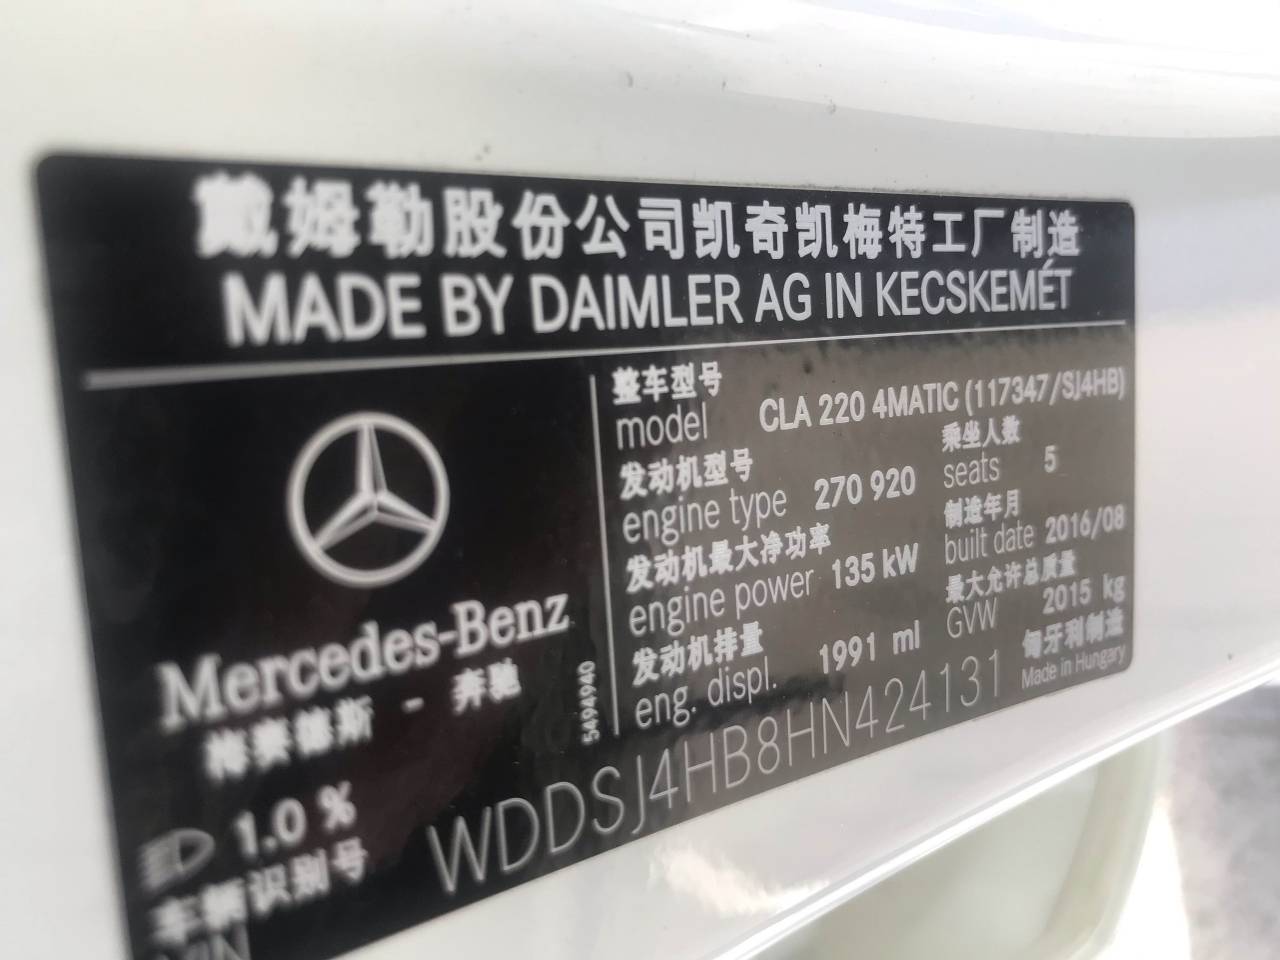 戴姆勒股份公司凯奇凯梅特工厂制造
MADE BY DAIMLER AG IN KECSKEMÉT
整车型号
model CLA 220 4MATIC (117347/SJ4HB)
发动机型号
engine type 270 920
乘坐人数
seats 5
发动机最大净功率
engine power 135 kW
制造年月
built date 2016/08
发动机排量
eng. displ. 1991 ml
最大允许总质量
GVW 2015 kg
匈牙利制造
Made in Hungary
Mercedes-Benz
梅赛德斯 - 奔驰
5494940
1.0 %
车辆识别号
VIN
WDDSJ4HB8HN424131